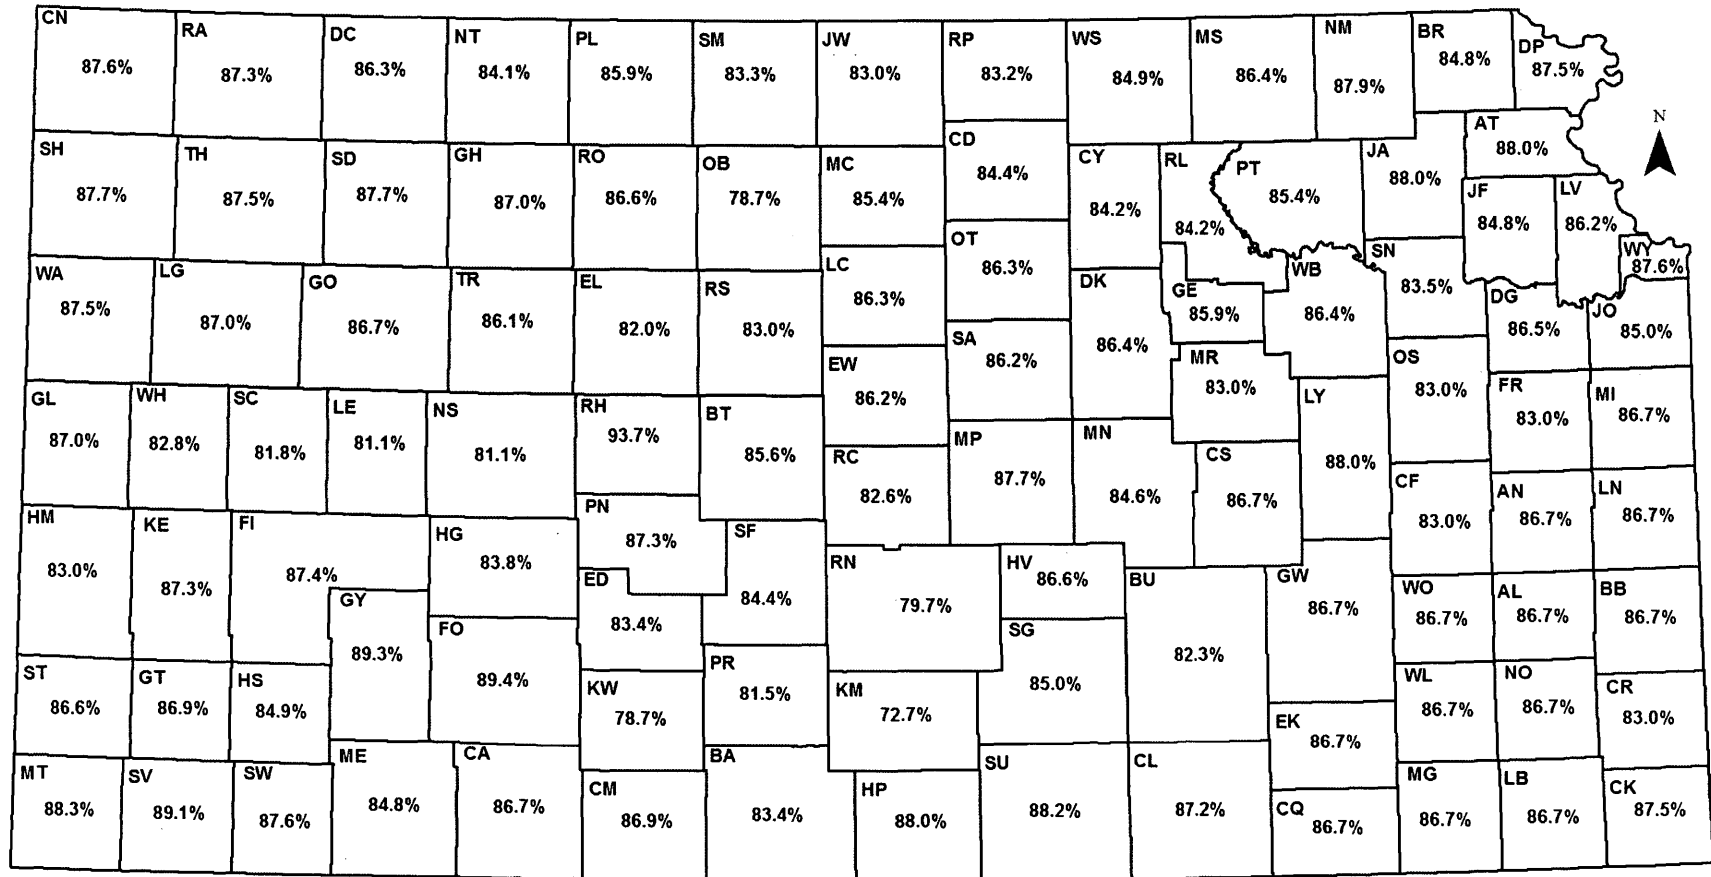 CN 87.6%
RA 87.3%
DC 86.3%
NT 84.1%
PL 85.9%
SM 83.3%
JW 83.0%
RP 83.2%
WS 84.9%
MS 86.4%
NM 87.9%
BR 84.8%
DP 87.5%
N
SH 87.7%
TH 87.5%
SD 87.7%
GH 87.0%
RO 86.6%
OB 78.7%
MC 85.4%
CD 84.4%
CY 84.2%
RL 84.2%
PT 85.4%
JA 88.0%
AT 88.0%
JF 84.8%
LV 86.2%
WY 87.6%
WA 87.5%
LG 87.0%
GO 86.7%
TR 86.1%
EL 82.0%
RS 83.0%
LC 86.3%
OT 86.3%
DK 86.4%
GE 85.9%
WB 86.4%
SN 83.5%
DG 86.5%
JO 85.0%
GL 87.0%
WH 82.8%
SC 81.8%
LE 81.1%
NS 81.1%
RH 93.7%
BT 85.6%
EW 86.2%
SA 86.2%
MR 83.0%
LY 88.0%
OS 83.0%
FR 83.0%
MI 86.7%
RC 82.6%
MP 87.7%
MN 84.6%
CS 86.7%
CF 83.0%
AN 86.7%
LN 86.7%
HM 83.0%
KE 87.3%
FI 87.4%
HG 83.8%
PN 87.3%
SF 84.4%
ED 83.4%
RN 79.7%
HV 86.6%
BU 82.3%
GW 86.7%
WO 86.7%
AL 86.7%
BB 86.7%
GY 89.3%
FO 89.4%
KW 78.7%
PR 81.5%
KM 72.7%
SG 85.0%
ST 86.6%
GT 86.9%
HS 84.9%
EK 86.7%
WL 86.7%
NO 86.7%
CR 83.0%
MT 88.3%
SV 89.1%
SW 87.6%
ME 84.8%
CA 86.7%
CM 86.9%
BA 83.4%
HP 88.0%
SU 88.2%
CL 87.2%
CQ 86.7%
MG 86.7%
LB 86.7%
CK 87.5%